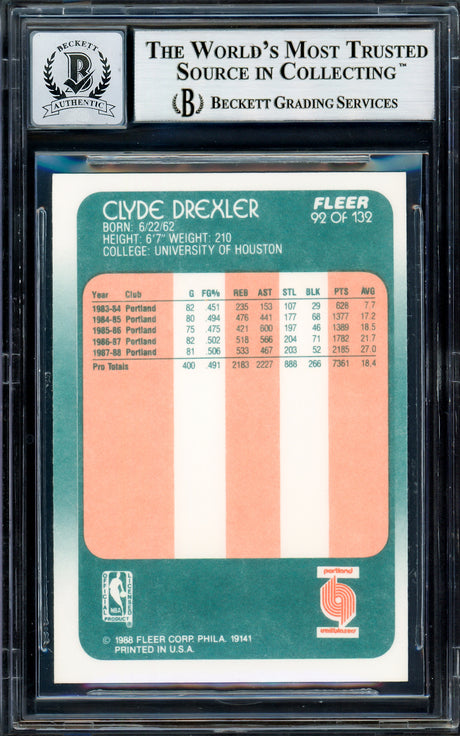 BECKETT
B
AUTHENTIC
THE WORLD'S MOST TRUSTED
SOURCE IN COLLECTING™
B BECKETT GRADING SERVICES
CLYDE DREXLER
BORN: 6/22/62
HEIGHT: 6'7" WEIGHT: 210
COLLEGE: UNIVERSITY OF HOUSTON
FLEER
92 OF 132
Year Club G FG% REB AST STL BLK PTS AVG
1983-84 Portland 82 .451 235 153 107 29 628 7.7
1984-85 Portland 80 .494 476 441 177 68 1377 17.2
1985-86 Portland 75 .475 421 600 197 46 1389 18.5
1986-87 Portland 82 .502 518 566 204 71 1782 21.7
1987-88 Portland 81 .506 533 467 203 52 2185 27.0
Pro Totals 400 .491 2183 2227 888 266 7361 18.4
OFFICIAL LICENSED
NBA
PRODUCT
portland
trailblazers
© 1988 FLEER CORP. PHILA. 19141
PRINTED IN U.S.A.